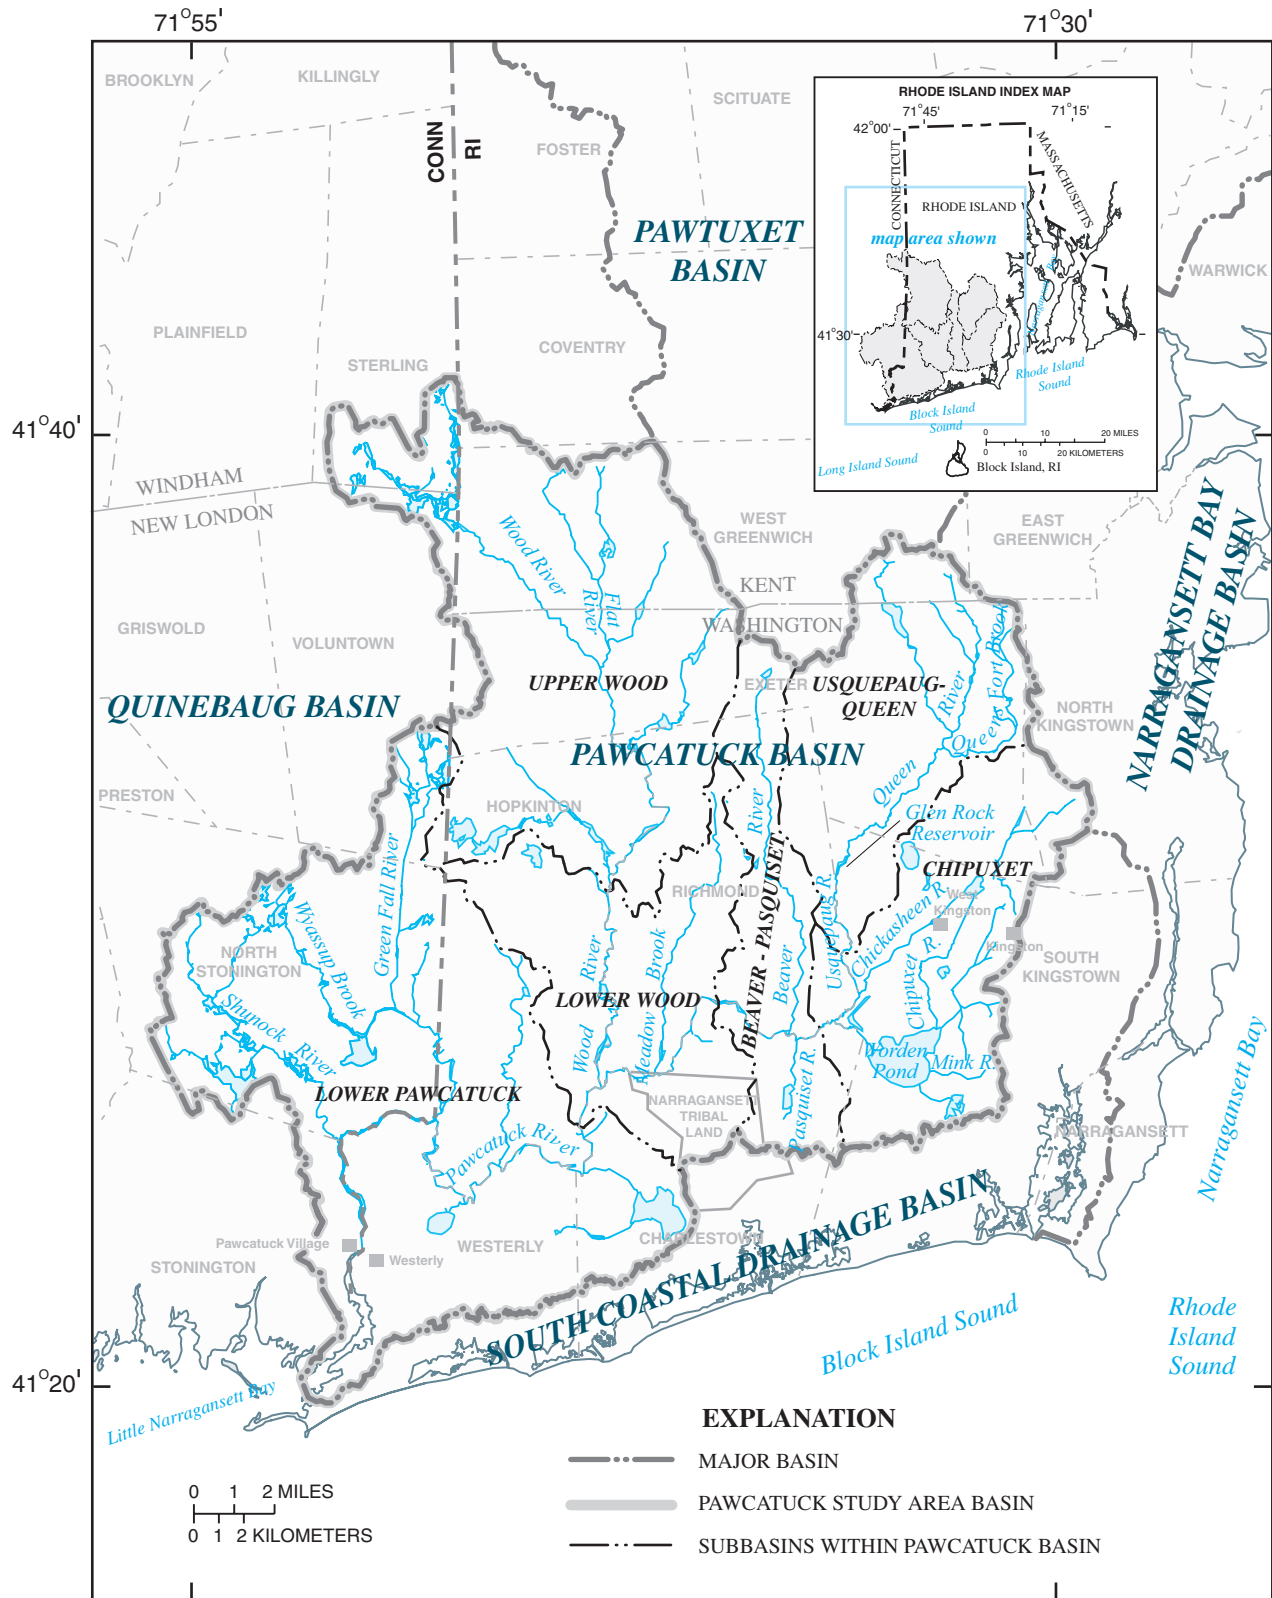 71°55'
71°30'
BROOKLYN
KILLINGLY
SCITUATE
CONN
RI
FOSTER
PAWTUXET
BASIN
RHODE ISLAND INDEX MAP
71°45'
71°15'
42°00'
CONNECTICUT
MASSACHUSETTS
RHODE ISLAND
map area shown
41°30'
Rhode Island
Sound
Block Island
Sound
Long Island Sound
0 10 20 MILES
0 10 20 KILOMETERS
Block Island, RI
WARWICK
PLAINFIELD
STERLING
COVENTRY
41°40'
WINDHAM
NEW LONDON
WEST
GREENWICH
EAST
GREENWICH
NARRAGANSETT BAY
DRAINAGE BASIN
Wood River
Flat
River
KENT
WASHINGTON
GRISWOLD
VOLUNTOWN
UPPER WOOD
EXETER
USQUEPAUG-
QUEEN
River
Queens Fort Brook
NORTH
KINGSTOWN
QUINEBAUG BASIN
PAWCATUCK BASIN
Queen
PRESTON
HOPKINTON
River
Glen Rock
Reservoir
Green Fall River
RICHMOND
BEAVER - PASQUISET
CHIPUXET
Usquepaug R.
Chickasheen R.
West
Kingston
Kingston
Wyassup Brook
NORTH
STONINGTON
River
Meadow Brook
Beaver
Chipuxet R.
SOUTH
KINGSTOWN
LOWER WOOD
Shunock River
Wood
Worden
Pond
Mink R.
LOWER PAWCATUCK
NARRAGANSETT
TRIBAL
LAND
Pasquiset R.
NARRAGANSETT
Narragansett Bay
Pawcatuck River
Pawcatuck Village
Westerly
WESTERLY
CHARLESTOWN
STONINGTON
SOUTH COASTAL DRAINAGE BASIN
Block Island Sound
Rhode
Island
Sound
41°20'
Little Narragansett Bay
EXPLANATION
MAJOR BASIN
PAWCATUCK STUDY AREA BASIN
SUBBASINS WITHIN PAWCATUCK BASIN
0 1 2 MILES
0 1 2 KILOMETERS